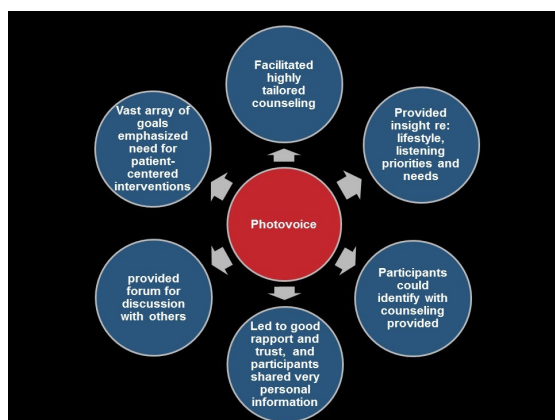 Facilitated
highly
tailored
counseling
Provided
insight re:
lifestyle,
listening
priorities and
needs
Participants
could
identify with
counseling
provided
Led to good
rapport and
trust, and
participants
shared very
personal
information
provided
forum for
discussion
with others
Vast array of
goals
emphasized
need for
patient-
centered
interventions
Photovoice